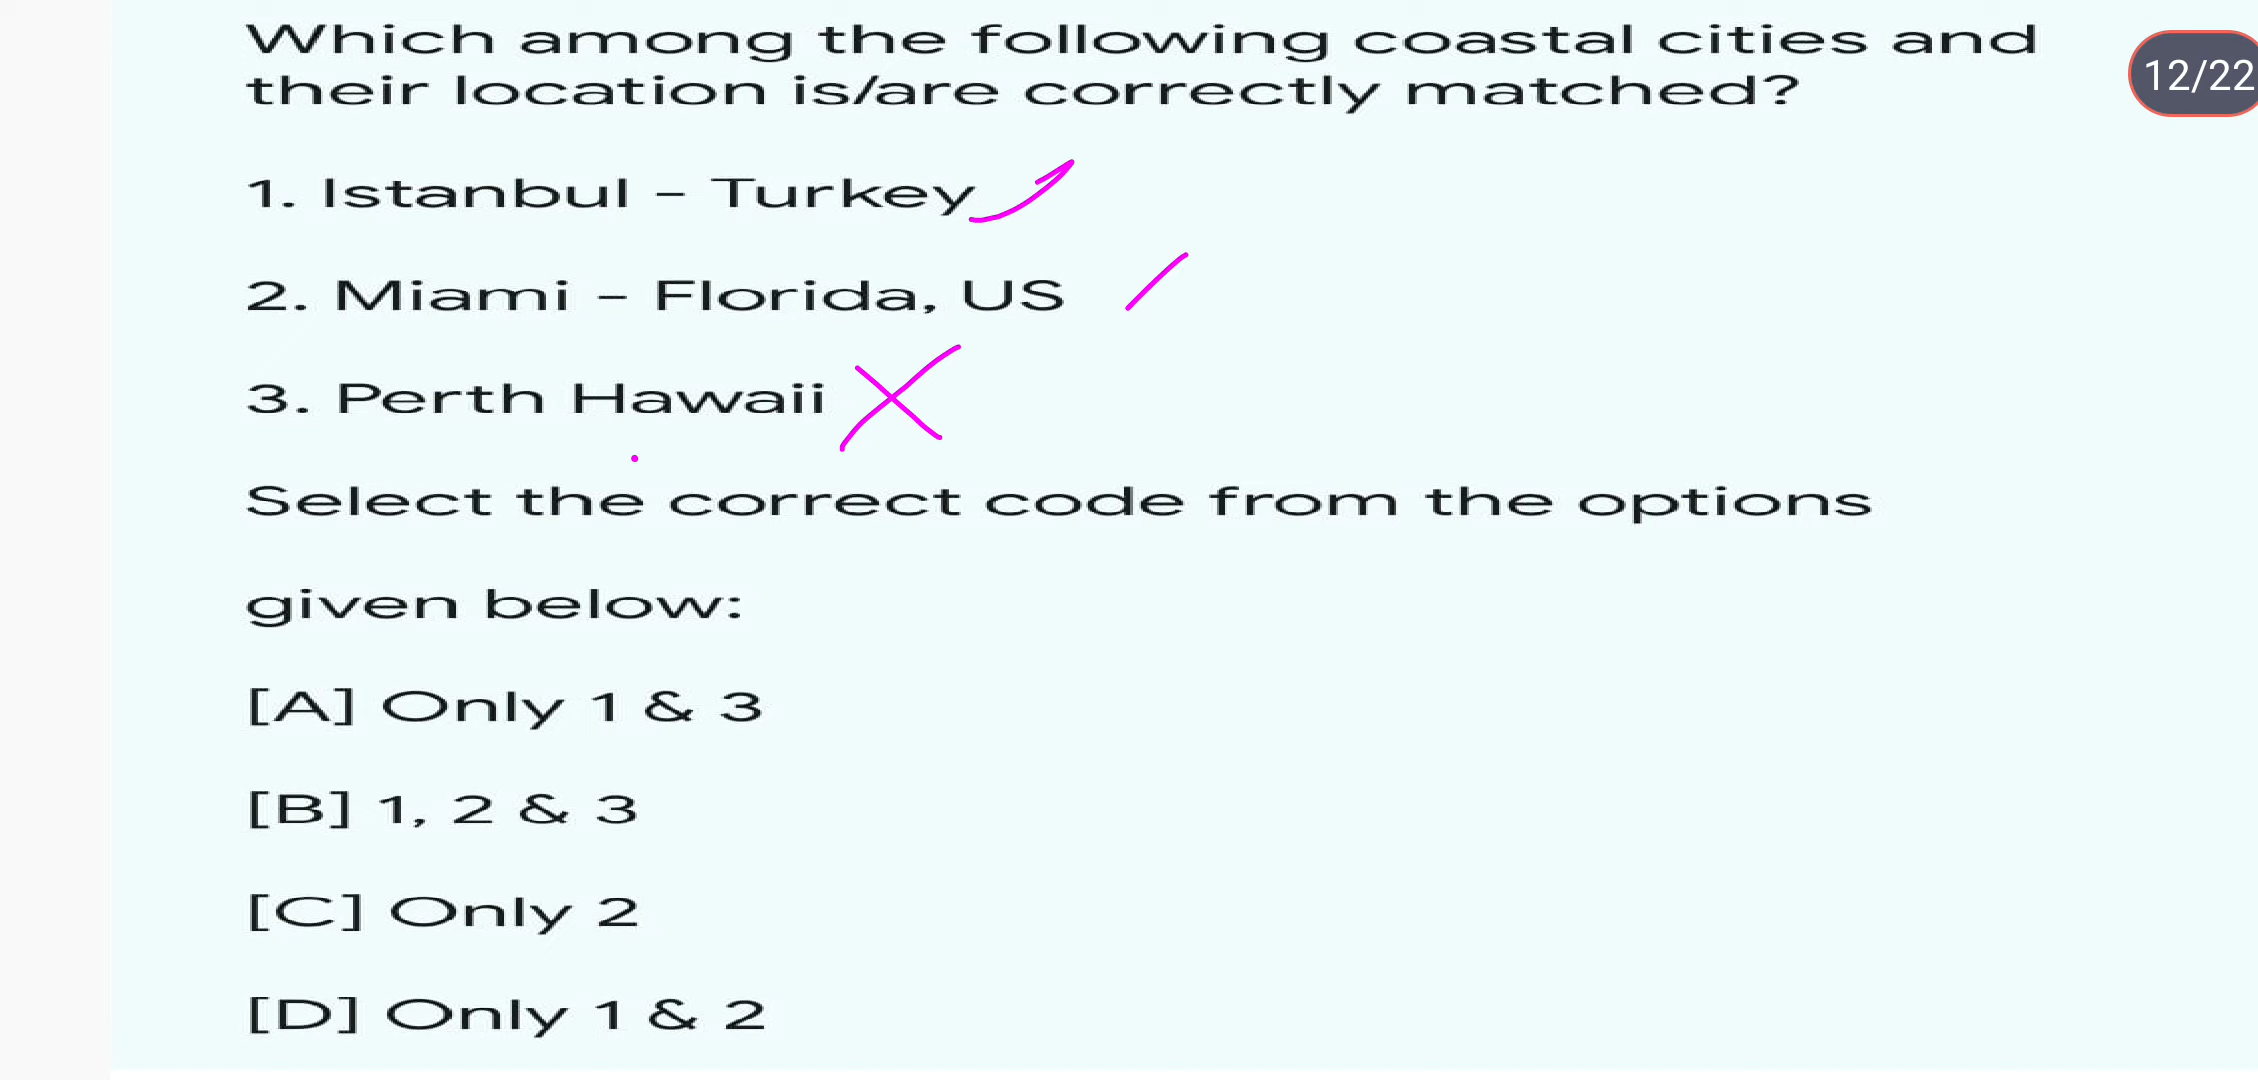 Which among the following coastal cities and
their location is/are correctly matched?
12/22
1. Istanbul – Turkey
2. Miami – Florida, US
3. Perth Hawaii
Select the correct code from the options
given below:
[A] Only 1 & 3
[B] 1, 2 & 3
[C] Only 2
[D] Only 1 & 2